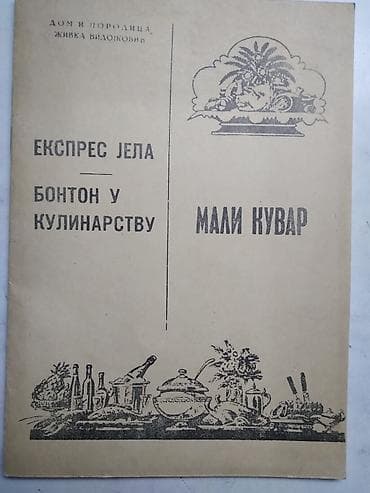 ДОМ И ПОРОДИЦА
ЖИВКА ВИДОЈКОВИЋ
ЕКСПРЕС ЈЕЛА
БОНТОН У
КУЛИНАРСТВУ
МАЛИ КУВАР